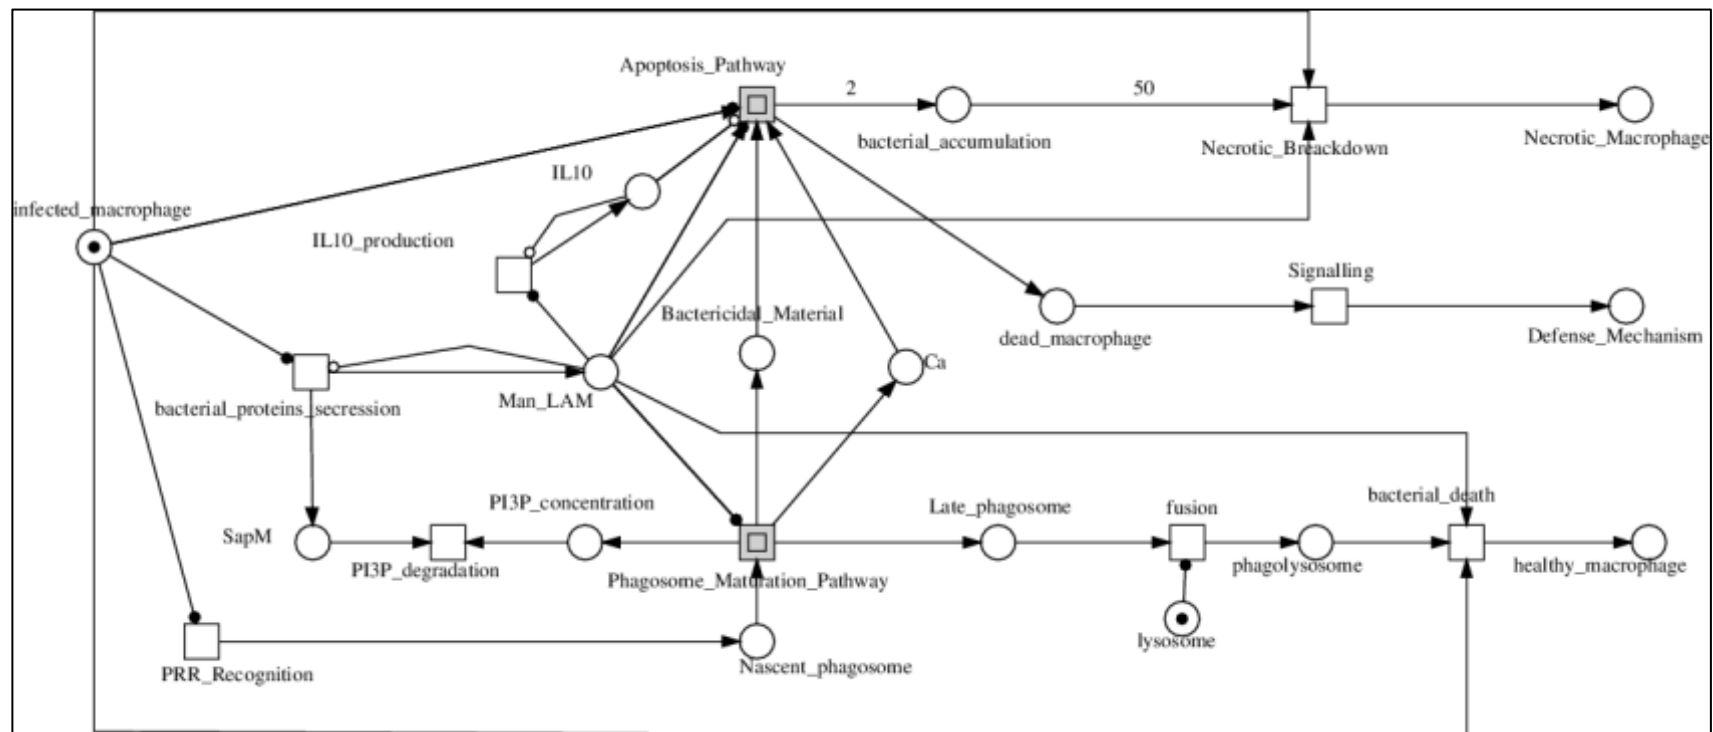 Apoptosis_Pathway
2
50
bacterial_accumulation
Necrotic_Breackdown
Necrotic_Macrophage
IL10
infected_macrophage
IL10_production
Signalling
Bactericidal_Material
dead_macrophage
Defense_Mechanism
Ca
Man_LAM
bacterial_proteins_secression
PI3P_concentration
Late_phagosome
fusion
bacterial_death
SapM
PI3P_degradation
Phagosome_Maturation_Pathway
phagolysosome
healthy_macrophage
lysosome
PRR_Recognition
Nascent_phagosome